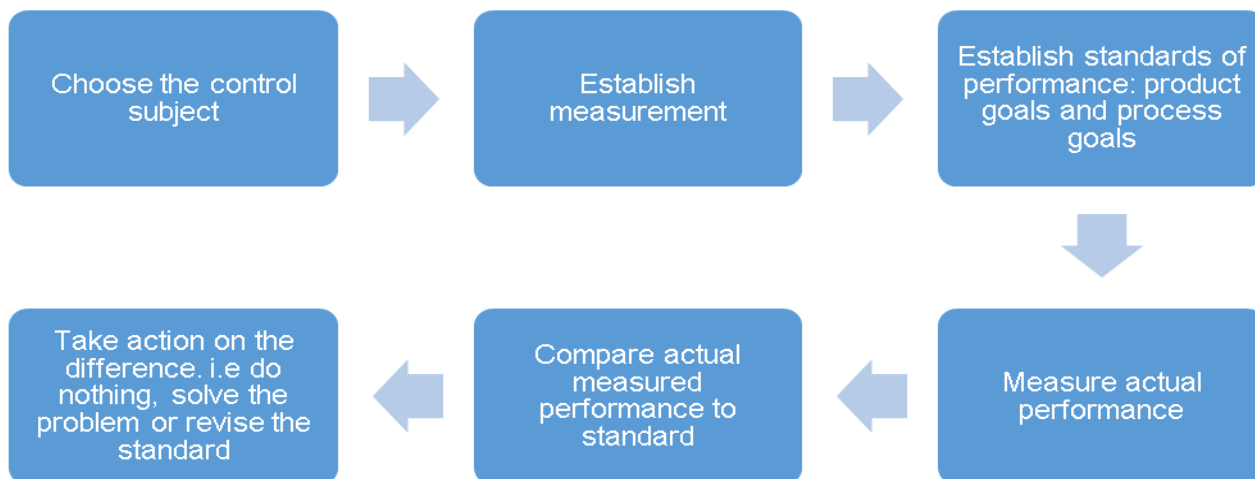 Choose the control
subject
Establish
measurement
Establish standards of
performance: product
goals and process
goals
Measure actual
performance
Compare actual
measured
performance to
standard
Take action on the
difference. i.e do
nothing, solve the
problem or revise the
standard